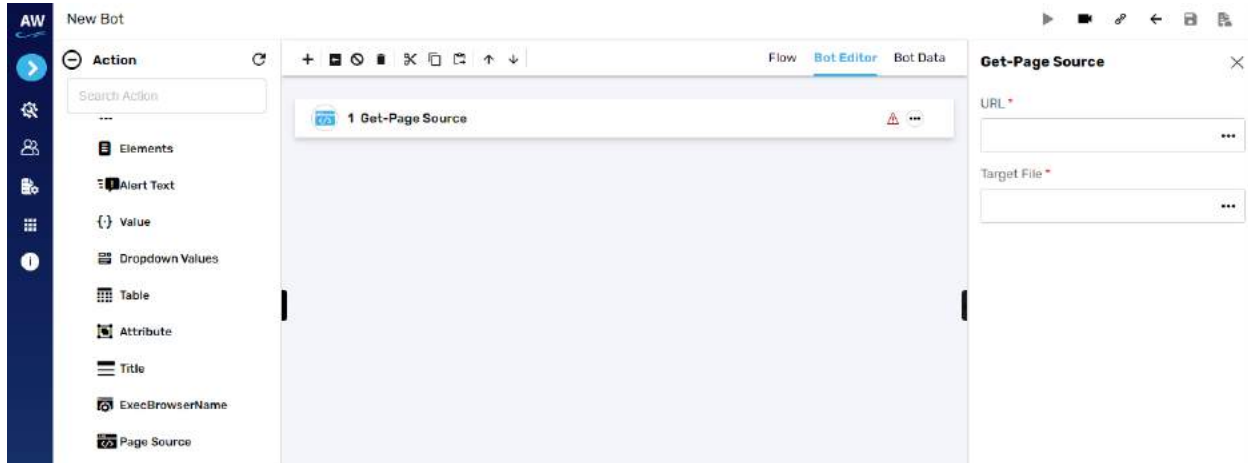 AW
New Bot
Action
Search Action
Elements
Alert Text
{·} Value
Dropdown Values
Table
Attribute
Title
ExecBrowserName
Page Source
Flow
Bot Editor
Bot Data
1 Get-Page Source
Get-Page Source
URL *
Target File *